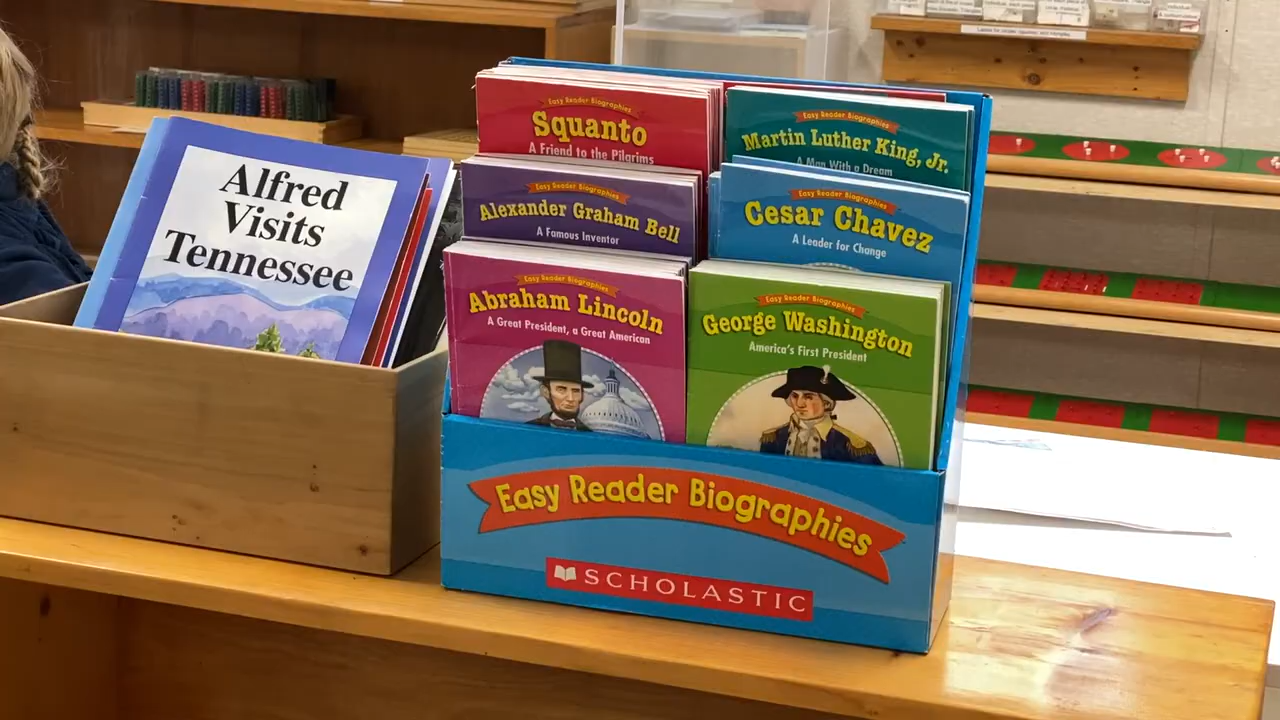 Alfred
Visits
Tennessee
Easy Reader Biographies
Squanto
A Friend to the Pilgrims
Easy Reader Biographies
Martin Luther King, Jr.
A Man With a Dream
Easy Reader Biographies
Alexander Graham Bell
A Famous Inventor
Easy Reader Biographies
Cesar Chavez
A Leader for Change
Easy Reader Biographies
Abraham Lincoln
A Great President, a Great American
Easy Reader Biographies
George Washington
America's First President
Easy Reader Biographies
SCHOLASTIC